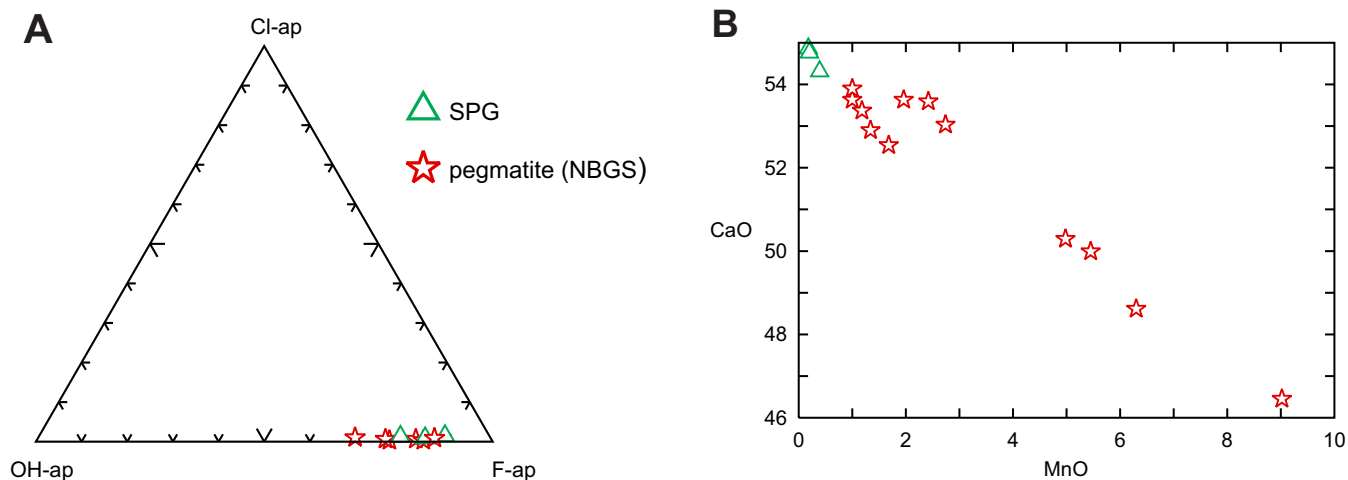 A
Cl-ap
SPG
pegmatite (NBGS)
OH-ap
F-ap
B
54
52
CaO
50
48
46
0
2
4
6
8
10
MnO